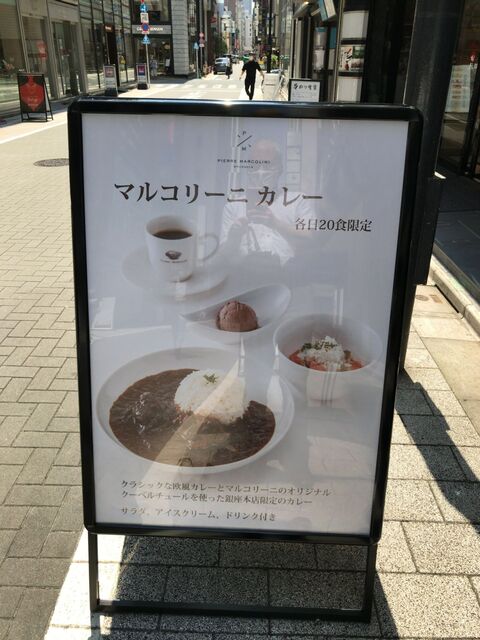 PIERRE MARCOLINI
マルコリーニ カレー
各日20食限定
クラシックな欧風カレーとマルコリーニのオリジナル
クーベルチュールを使った銀座本店限定のカレー
サラダ、アイスクリーム、ドリンク付き